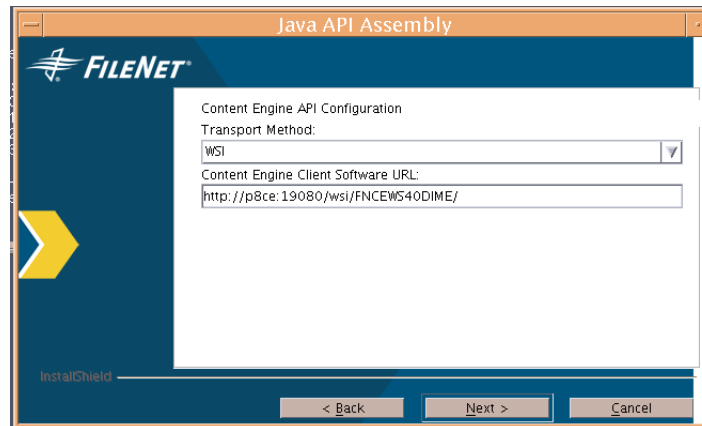 Java API Assembly
FILENET
Content Engine API Configuration
Transport Method:
WSI
Content Engine Client Software URL:
http://p8ce:19080/wsi/FNCEWS40DIME/
InstallShield
< Back
Next >
Cancel